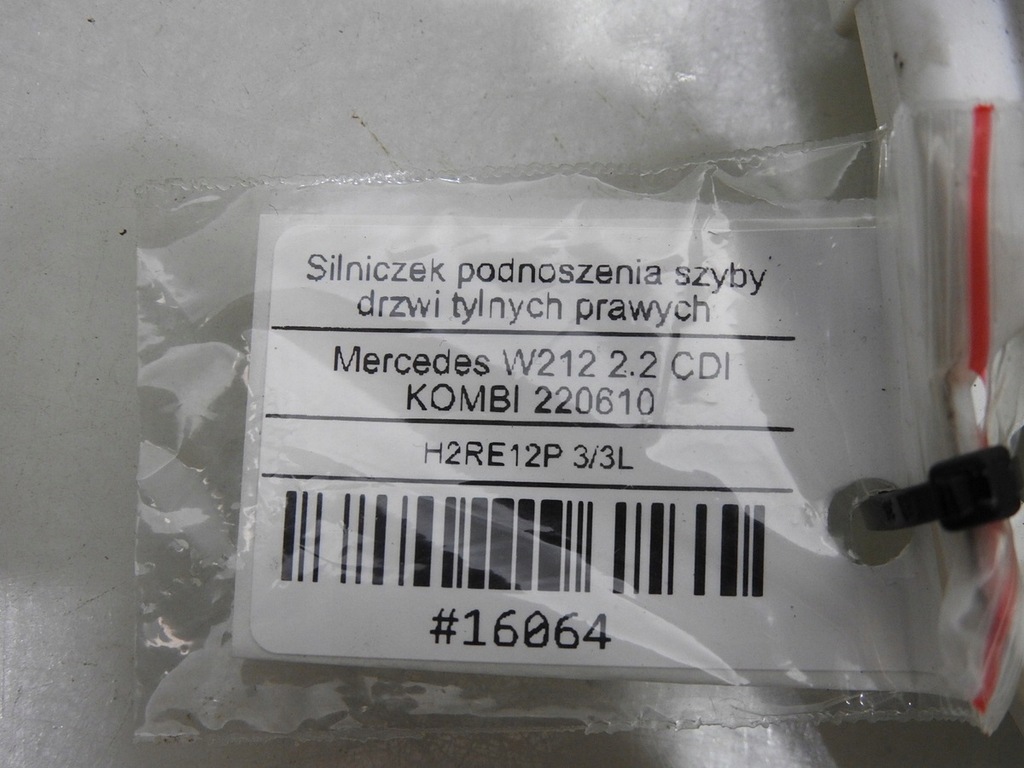 Silniczek podnoszenia szyby
drzwi tylnych prawych
Mercedes W212 2.2 CDI
KOMBI 220610
H2RE12P 3/3L
#16064